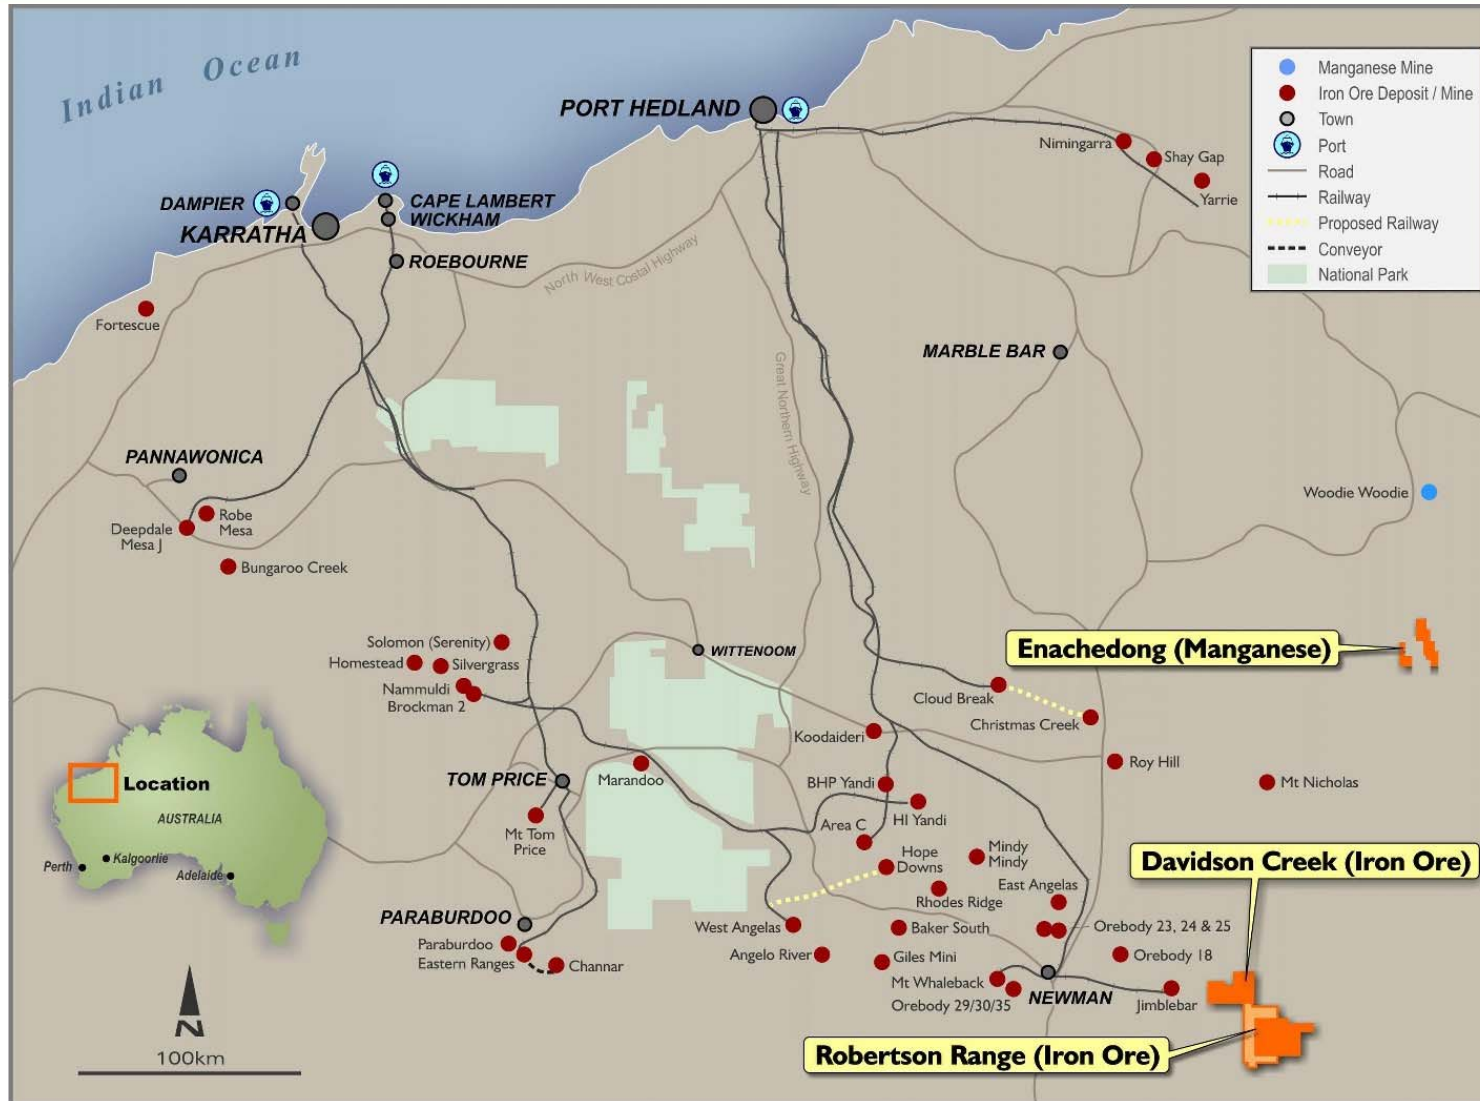 Indian Ocean
PORT HEDLAND
Manganese Mine
Iron Ore Deposit / Mine
Town
Port
Road
Railway
Proposed Railway
Conveyor
National Park
Nimingarra
Shay Gap
Yarrie
DAMPIER
CAPE LAMBERT
WICKHAM
KARRATHA
ROEBOURNE
North West Costal Highway
Fortescue
MARBLE BAR
Great Northern Highway
PANNAWONICA
Woodie Woodie
Robe
Mesa
Deepdale
Mesa J
Bungaroo Creek
Solomon (Serenity)
Homestead
Silvergrass
Nammuldi
Brockman 2
WITTENOOM
Enachedong (Manganese)
Cloud Break
Christmas Creek
Koodaideri
Roy Hill
Mt Nicholas
Location
AUSTRALIA
Perth
Kalgoorlie
Adelaide
TOM PRICE
Marandoo
BHP Yandi
HI Yandi
Mt Tom
Price
Area C
Hope
Downs
Mindy
Mindy
Rhodes Ridge
East Angelas
Davidson Creek (Iron Ore)
PARABURDOO
Paraburdoo
Eastern Ranges
Channar
West Angelas
Baker South
Orebody 23, 24 & 25
Angelo River
Giles Mini
Orebody 18
Mt Whaleback
Orebody 29/30/35
NEWMAN
Jimblebar
Robertson Range (Iron Ore)
N
100km